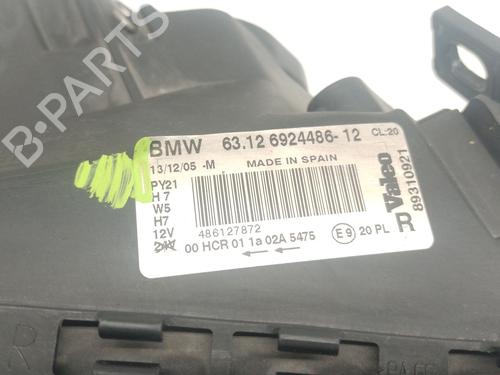 B-PARTS
BMW 63.12 6924486-12 CL:20
13/12/05 -M MADE IN SPAIN
PY21
H7
W5
H7
12V 486127872
24V 00 HCR 01 1a 02A 5475 E9 20 PL
Valeo
89310921
R
R